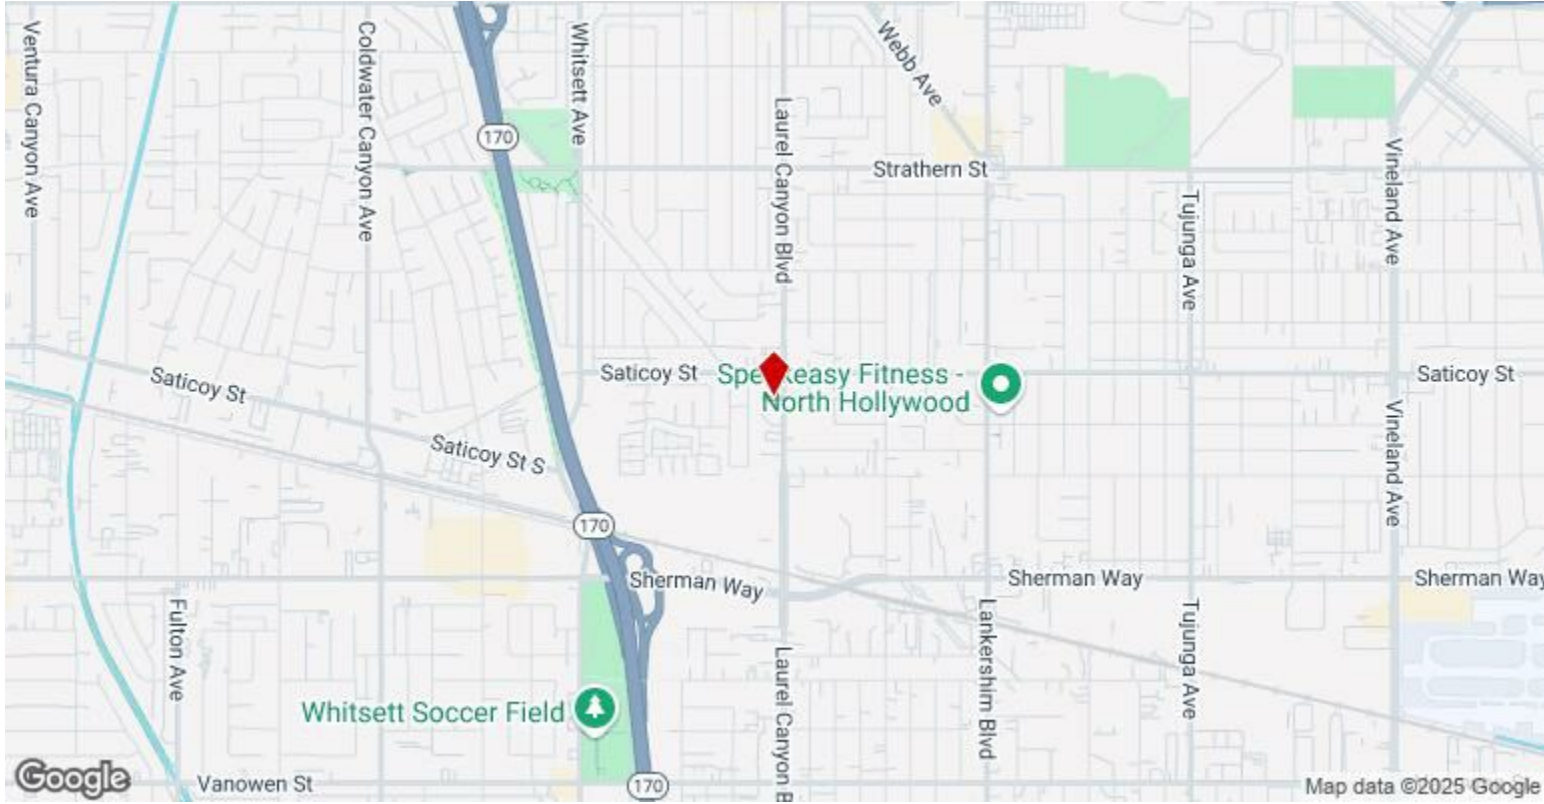 Ventura Canyon Ave
Coldwater Canyon Ave
Whitsett Ave
Webb Ave
170
Laurel Canyon Blvd
Strathern St
Vineland Ave
Tujunga Ave
Saticoy St
Saticoy St
Saticoy St
Fitness -
North Hollywood
Saticoy St S
Vineland Ave
170
Sherman Way
Sherman Way
Sherman Way
Fulton Ave
Lankershim Blvd
Tujunga Ave
Laurel Canyon B
Whitsett Soccer Field
Google
Vanowen St
170
Map data ©2025 Google